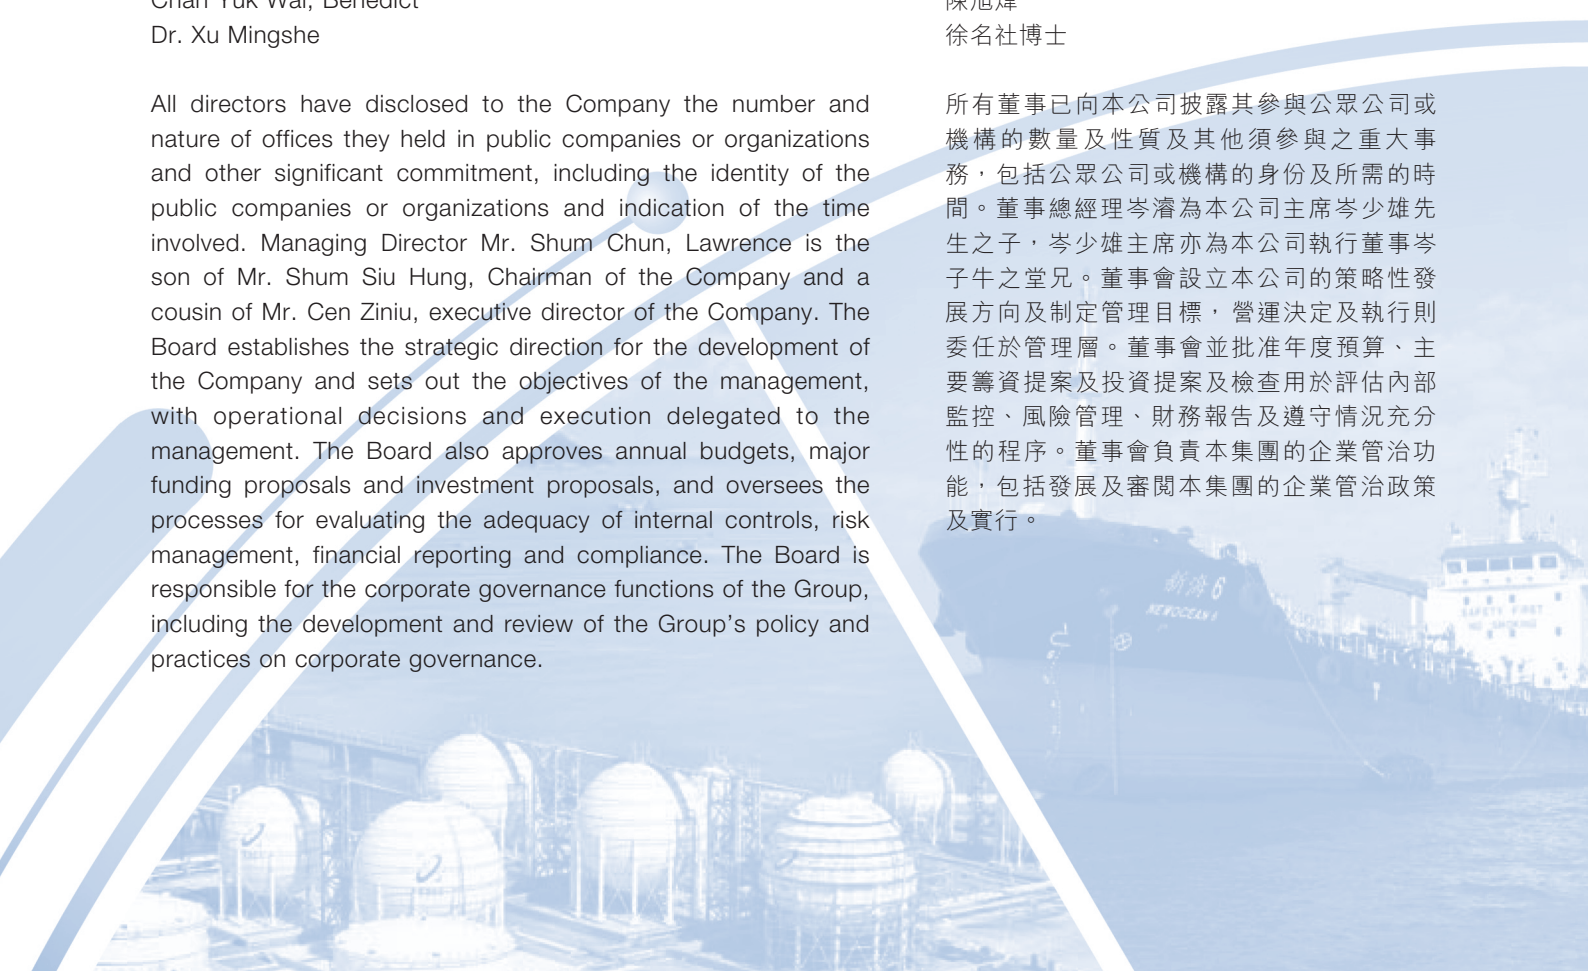 Chan Yuk Wai, Benedict
Dr. Xu Mingshe
All directors have disclosed to the Company the number and
nature of offices they held in public companies or organizations
and other significant commitment, including the identity of the
public companies or organizations and indication of the time
involved. Managing Director Mr. Shum Chun, Lawrence is the
son of Mr. Shum Siu Hung, Chairman of the Company and a
cousin of Mr. Cen Ziniu, executive director of the Company. The
Board establishes the strategic direction for the development of
the Company and sets out the objectives of the management,
with operational decisions and execution delegated to the
management. The Board also approves annual budgets, major
funding proposals and investment proposals, and oversees the
processes for evaluating the adequacy of internal controls, risk
management, financial reporting and compliance. The Board is
responsible for the corporate governance functions of the Group,
including the development and review of the Group’s policy and
practices on corporate governance.
陳旭煒
徐名社博士
所有董事已向本公司披露其參與公眾公司或
機構的數量及性質及其他須參與之重大事
務，包括公眾公司或機構的身份及所需的時
間。董事總經理岑濬為本公司主席岑少雄先
生之子，岑少雄主席亦為本公司執行董事岑
子牛之堂兄。董事會設立本公司的策略性發
展方向及制定管理目標，營運決定及執行則
委任於管理層。董事會並批准年度預算、主
要籌資提案及投資提案及檢查用於評估內部
監控、風險管理、財務報告及遵守情況充分
性的程序。董事會負責本集團的企業管治功
能，包括發展及審閱本集團的企業管治政策
及實行。
新濟 6
NEWOCEAN 6
SAFETY FIRST
NO SMOKING